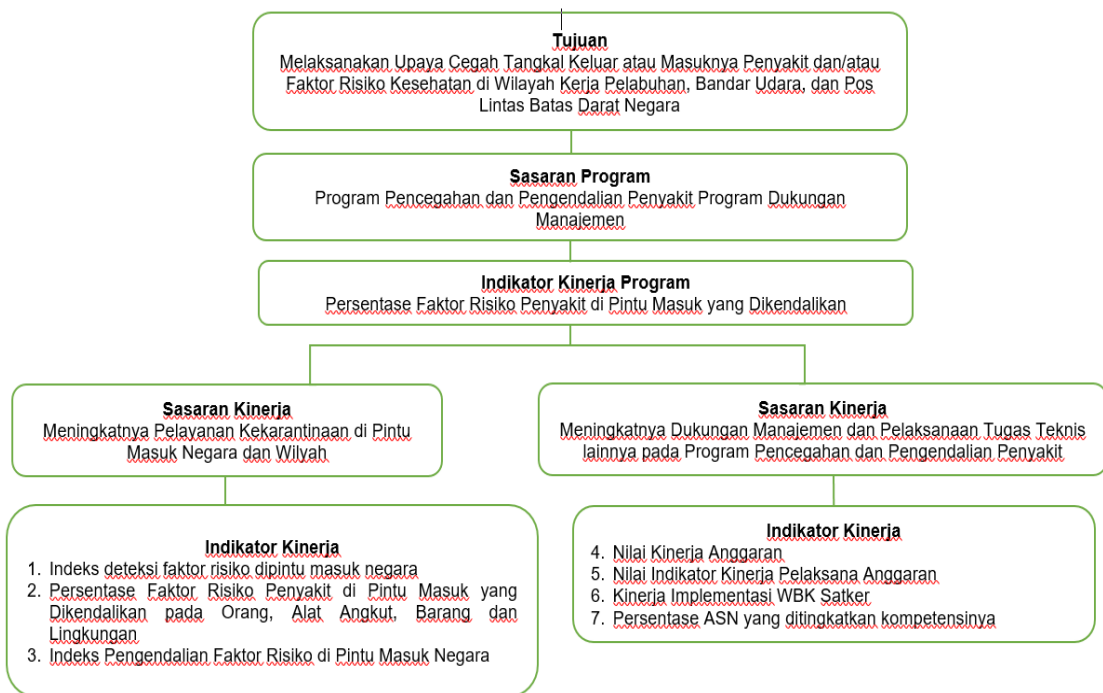 Tujuan
Melaksanakan Upaya Cegah Tangkal Keluar atau Masuknya Penyakit dan/atau
Faktor Risiko Kesehatan di Wilayah Kerja Pelabuhan, Bandar Udara, dan Pos
Lintas Batas Darat Negara
Sasaran Program
Program Pencegahan dan Pengendalian Penyakit Program Dukungan
Manajemen
Indikator Kinerja Program
Persentase Faktor Risiko Penyakit di Pintu Masuk yang Dikendalikan
Sasaran Kinerja
Meningkatnya Pelayanan Kekarantinaan di Pintu
Masuk Negara dan Wilyah
Sasaran Kinerja
Meningkatnya Dukungan Manajemen dan Pelaksanaan Tugas Teknis
lainnya pada Program Pencegahan dan Pengendalian Penyakit
Indikator Kinerja
1. Indeks deteksi faktor risiko dipintu masuk negara
2. Persentase Faktor Risiko Penyakit di Pintu Masuk yang
Dikendalikan pada Orang, Alat Angkut, Barang dan
Lingkungan
3. Indeks Pengendalian Faktor Risiko di Pintu Masuk Negara
Indikator Kinerja
4. Nilai Kinerja Anggaran
5. Nilai Indikator Kinerja Pelaksana Anggaran
6. Kinerja Implementasi WBK Satker
7. Persentase ASN yang ditingkatkan kompetensinya